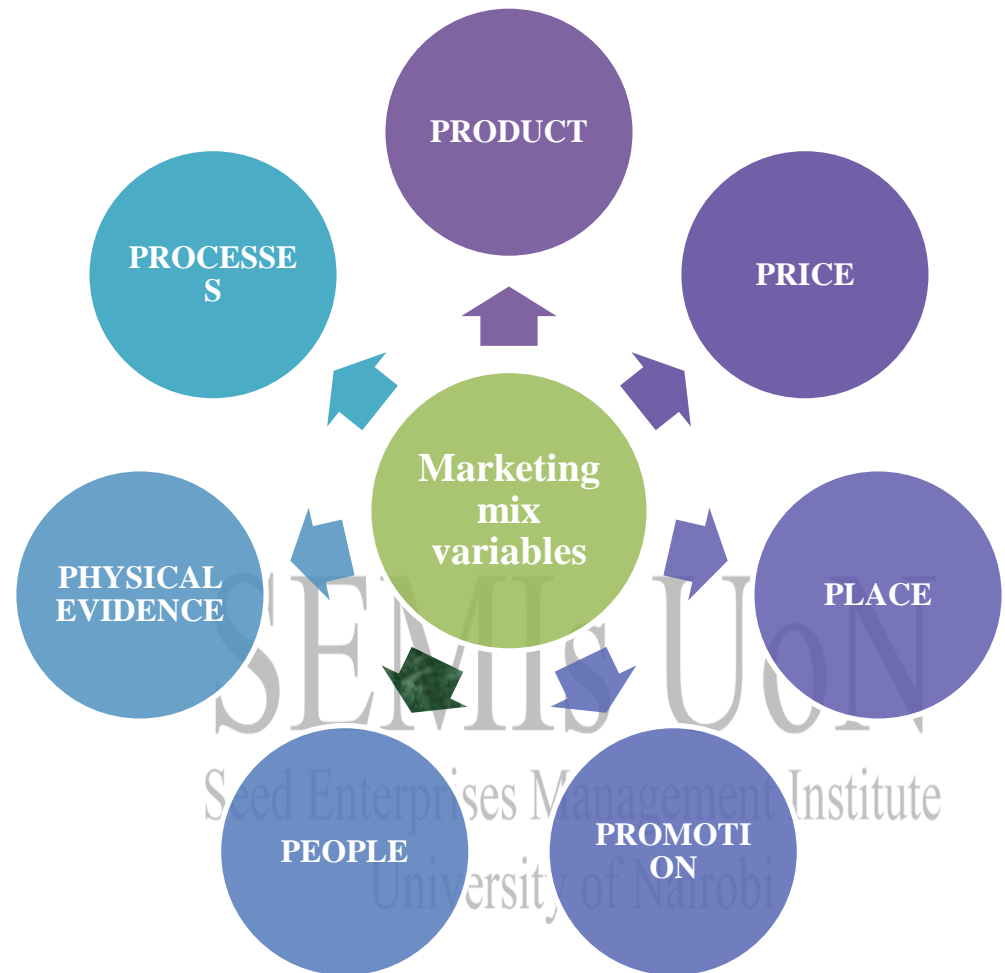 PRODUCT
PRICE
PLACE
PROMOTI
ON
PEOPLE
PHYSICAL
EVIDENCE
PROCESSE
S
Marketing
mix
variables
SEMIs UoN
Seed Enterprises Management Institute
University of Nairobi